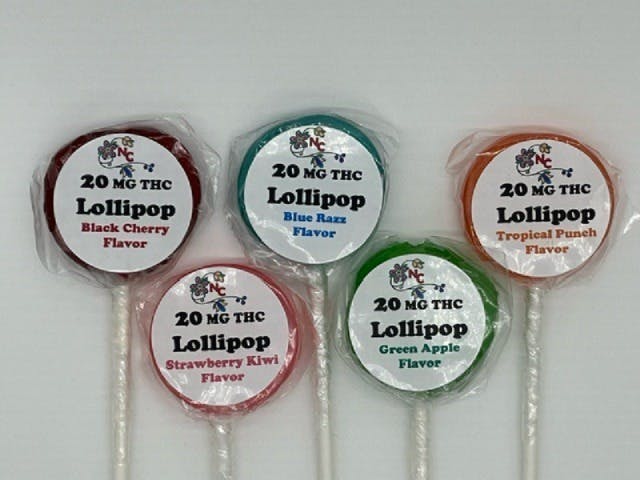 NC
20 MG THC
Lollipop
Black Cherry
Flavor
NC
20 MG THC
Lollipop
Blue Razz
Flavor
NC
20 MG THC
Lollipop
Tropical Punch
Flavor
NC
20 MG THC
Lollipop
Strawberry Kiwi
Flavor
NC
20 MG THC
Lollipop
Green Apple
Flavor